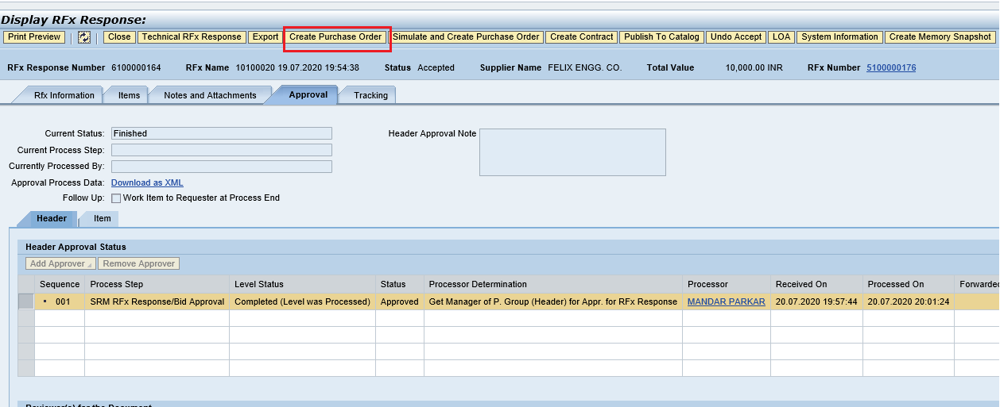 Display RFx Response:
Print Preview Close Technical RFx Response Export Create Purchase Order Simulate and Create Purchase Order Create Contract Publish To Catalog Undo Accept LOA System Information Create Memory Snapshot
RFx Response Number 6100000164 RFx Name 10100020 19.07.2020 19:54:38 Status Accepted Supplier Name FELIX ENGG. CO. Total Value 10,000.00 INR RFx Number 5100000176
Rfx Information Items Notes and Attachments Approval Tracking
Current Status: Finished Header Approval Note
Current Process Step:
Currently Processed By:
Approval Process Data: Download as XML
Follow Up: Work Item to Requester at Process End
Header Item
Header Approval Status
Add Approver Remove Approver
Sequence Process Step Level Status Status Processor Determination Processor Received On Processed On Forwarded
001 SRM RFx Response/Bid Approval Completed (Level was Processed) Approved Get Manager of P. Group (Header) for Appr. for RFx Response MANDAR PARKAR 20.07.2020 19:57:44 20.07.2020 20:01:24
Reviewer(s) for the Document